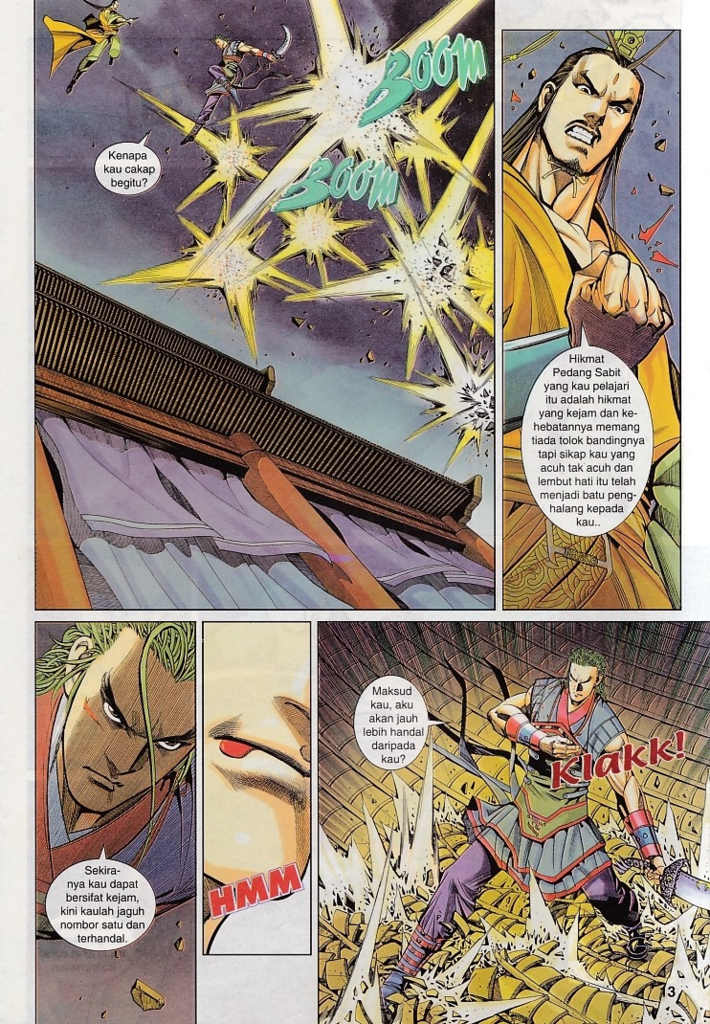 BOOM
BOOM
BOOM
Kenapa
kau cakap
begitu?
Hikmat
Pedang Sabit
yang kau pelajari
itu adalah hikmat
yang kejam dan ke-
hebatannya memang
tiada tolok bandingnya
tapi sikap kau yang
acuh tak acuh dan
lembut hati itu telah
menjadi batu peng-
halang kepada
kau..
Sekira-
nya kau dapat
bersifat kejam,
kini kaulah jaguh
nombor satu dan
terhandal.
HMM
Maksud
kau, aku
akan jauh
lebih handal
daripada
kau?
Klakk!
3